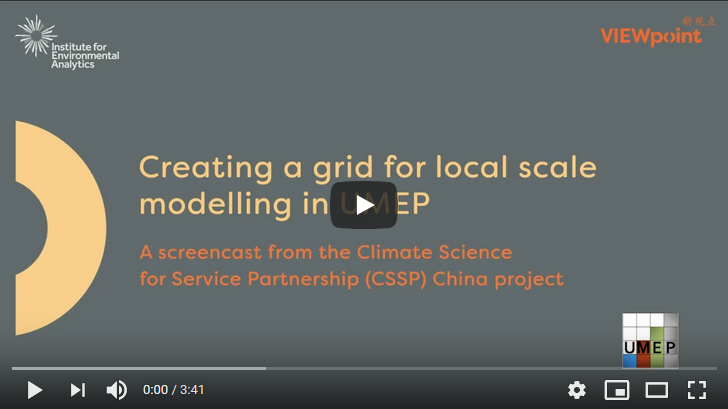 Institute for
Environmental
Analytics
新观点
VIEWpoint
Creating a grid for local scale
modelling in UMEP
A screencast from the Climate Science
for Service Partnership (CSSP) China project
UMEP
0:00 / 3:41